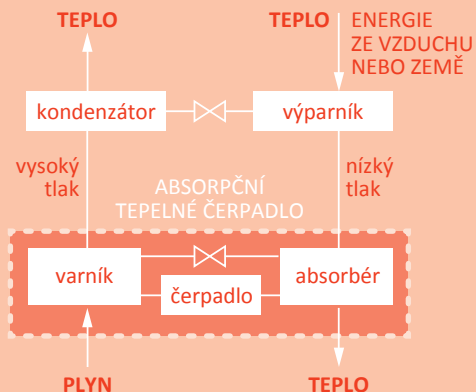 TEPLO
TEPLO
ENERGIE
ZE VZDUCHU
NEBO ZEMĚ
kondenzátor
výparník
vysoký
tlak
nízký
tlak
ABSORPČNÍ
TEPELNÉ ČERPADLO
varník
absorbér
čerpadlo
PLYN
TEPLO